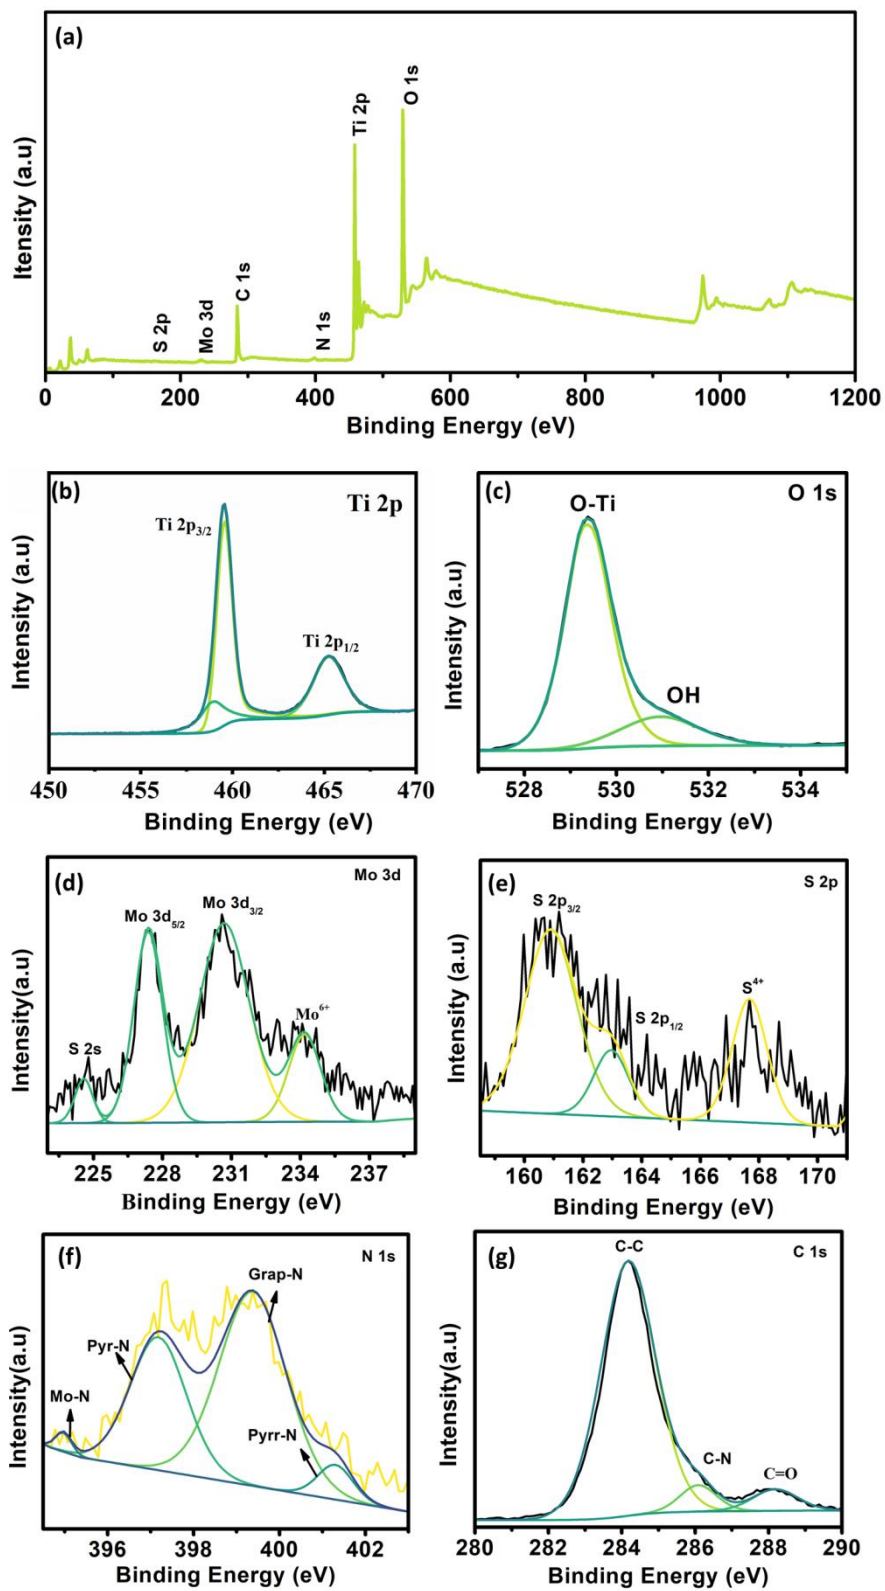 (a)
Itensity (a.u)
S 2p
Mo 3d
C 1s
N 1s
Ti 2p
O 1s
0 200 400 600 800 1000 1200
Binding Energy (eV)
(b)
Ti 2p
Ti 2p3/2
Ti 2p1/2
Intensity (a.u)
450 455 460 465 470
Binding Energy (eV)
(c)
O 1s
O-Ti
OH
Intensity (a.u)
528 530 532 534
Binding Energy (eV)
(d)
Mo 3d
Mo 3d5/2
Mo 3d3/2
Mo6+
S 2s
Intensity(a.u)
225 228 231 234 237
Binding Energy (eV)
(e)
S 2p
S 2p3/2
S 2p1/2
S4+
Intensity(a.u)
160 162 164 166 168 170
Binding Energy (eV)
(f)
N 1s
Grap-N
Pyr-N
Mo-N
Pyrr-N
Intensity(a.u)
396 398 400 402
Binding Energy (eV)
(g)
C 1s
C-C
C-N
C=O
Intensity(a.u)
280 282 284 286 288 290
Binding Energy (eV)